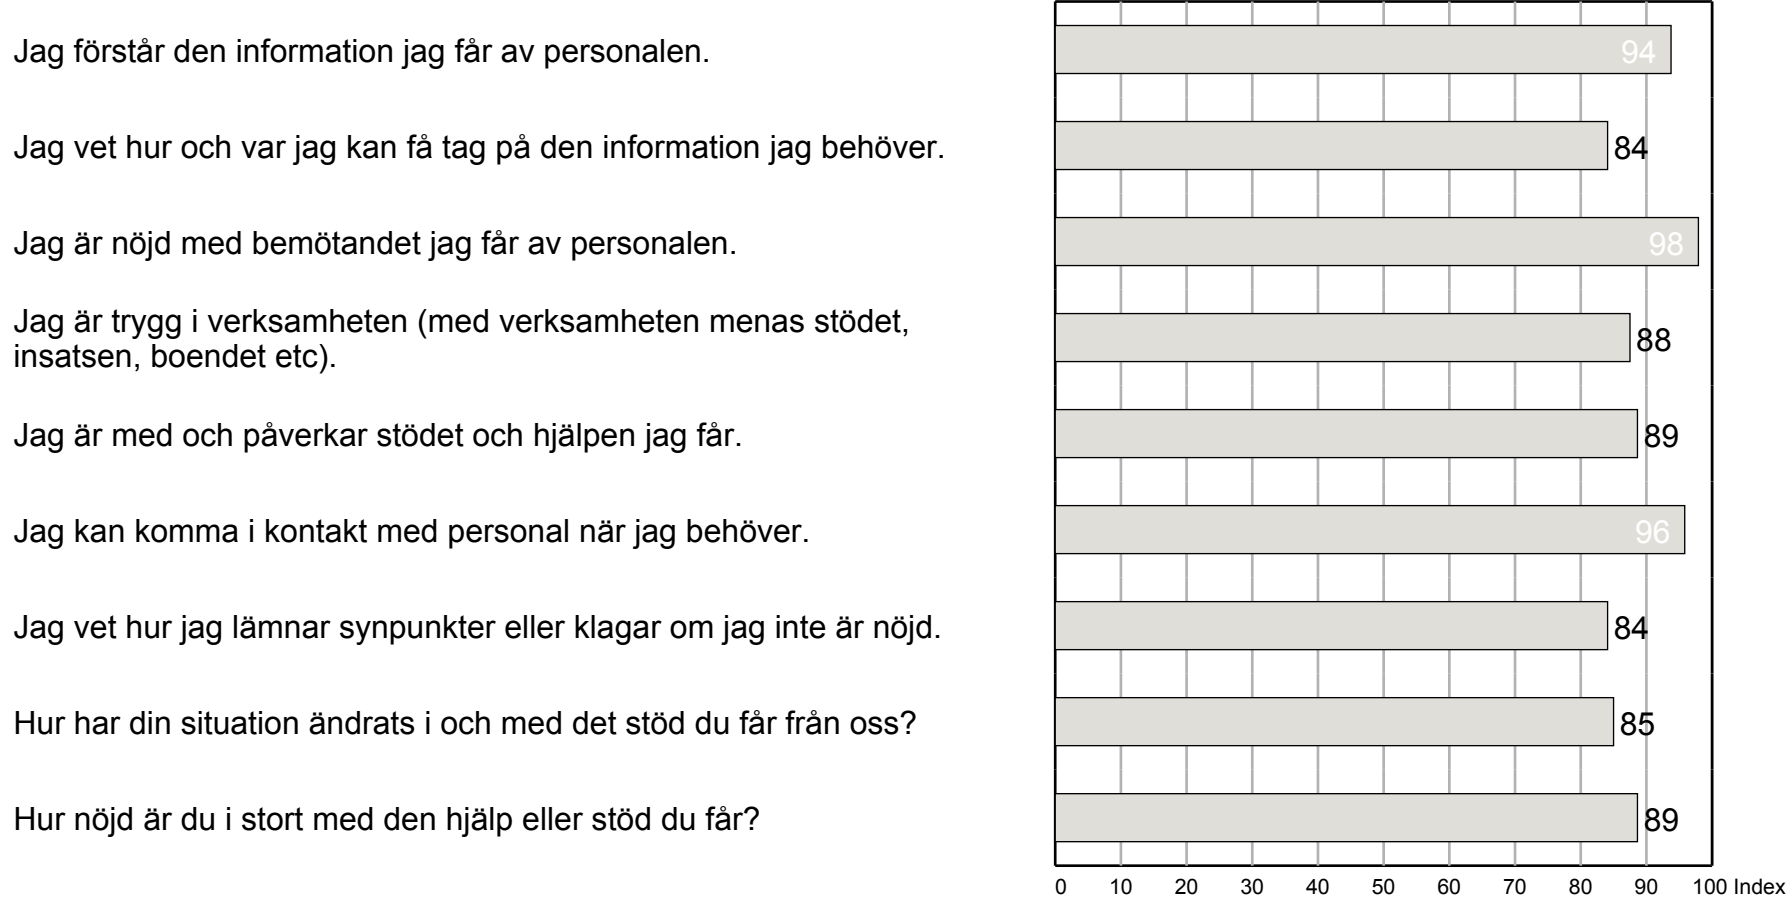 Jag förstår den information jag får av personalen.
94
Jag vet hur och var jag kan få tag på den information jag behöver.
84
Jag är nöjd med bemötandet jag får av personalen.
98
Jag är trygg i verksamheten (med verksamheten menas stödet,
insatsen, boendet etc).
88
Jag är med och påverkar stödet och hjälpen jag får.
89
Jag kan komma i kontakt med personal när jag behöver.
96
Jag vet hur jag lämnar synpunkter eller klagar om jag inte är nöjd.
84
Hur har din situation ändrats i och med det stöd du får från oss?
85
Hur nöjd är du i stort med den hjälp eller stöd du får?
89
0 10 20 30 40 50 60 70 80 90 100 Index